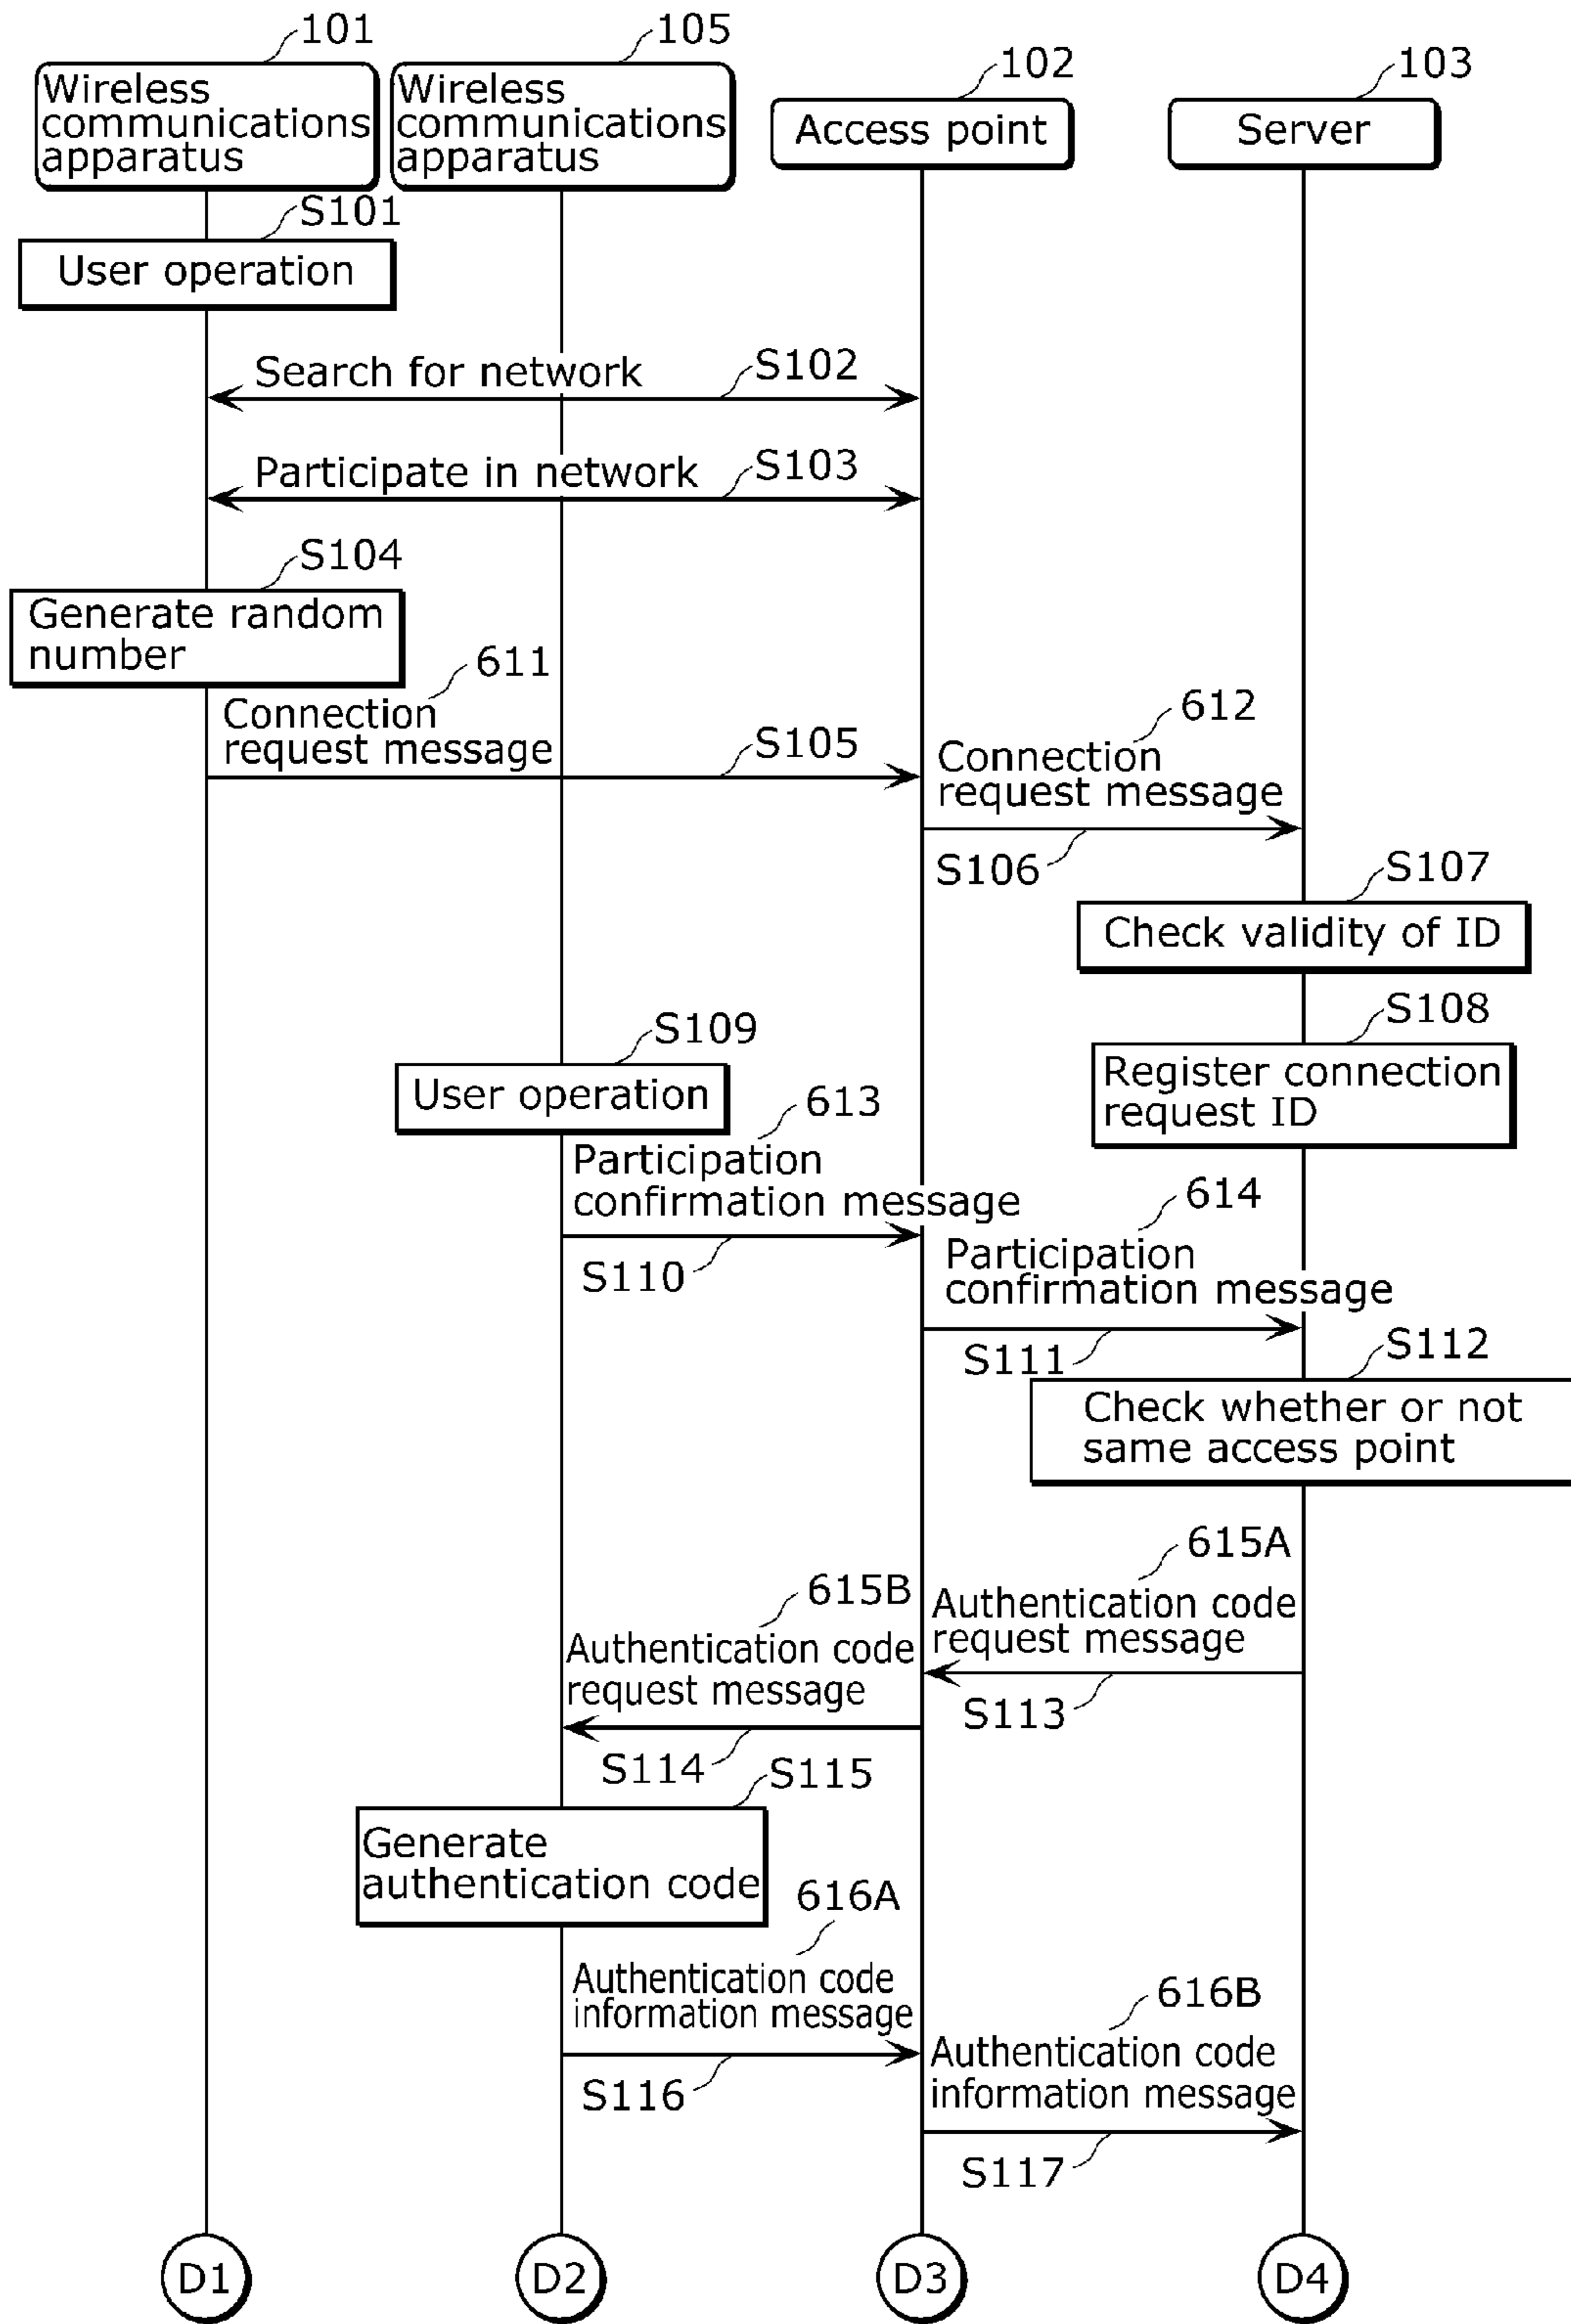 101
105
102
103
Wireless
communications
apparatus
Wireless
communications
apparatus
Access point
Server
S101
User operation
Search for network
S102
Participate in network
S103
S104
Generate random
number
611
Connection
request message
S105
612
Connection
request message
S106
S107
Check validity of ID
S108
Register connection
request ID
S109
User operation
613
Participation
confirmation message
S110
614
Participation
confirmation message
S111
S112
Check whether or not
same access point
615A
Authentication code
request message
S113
615B
Authentication code
request message
S114
S115
Generate
authentication code
616A
Authentication code
information message
S116
616B
Authentication code
information message
S117
D1
D2
D3
D4